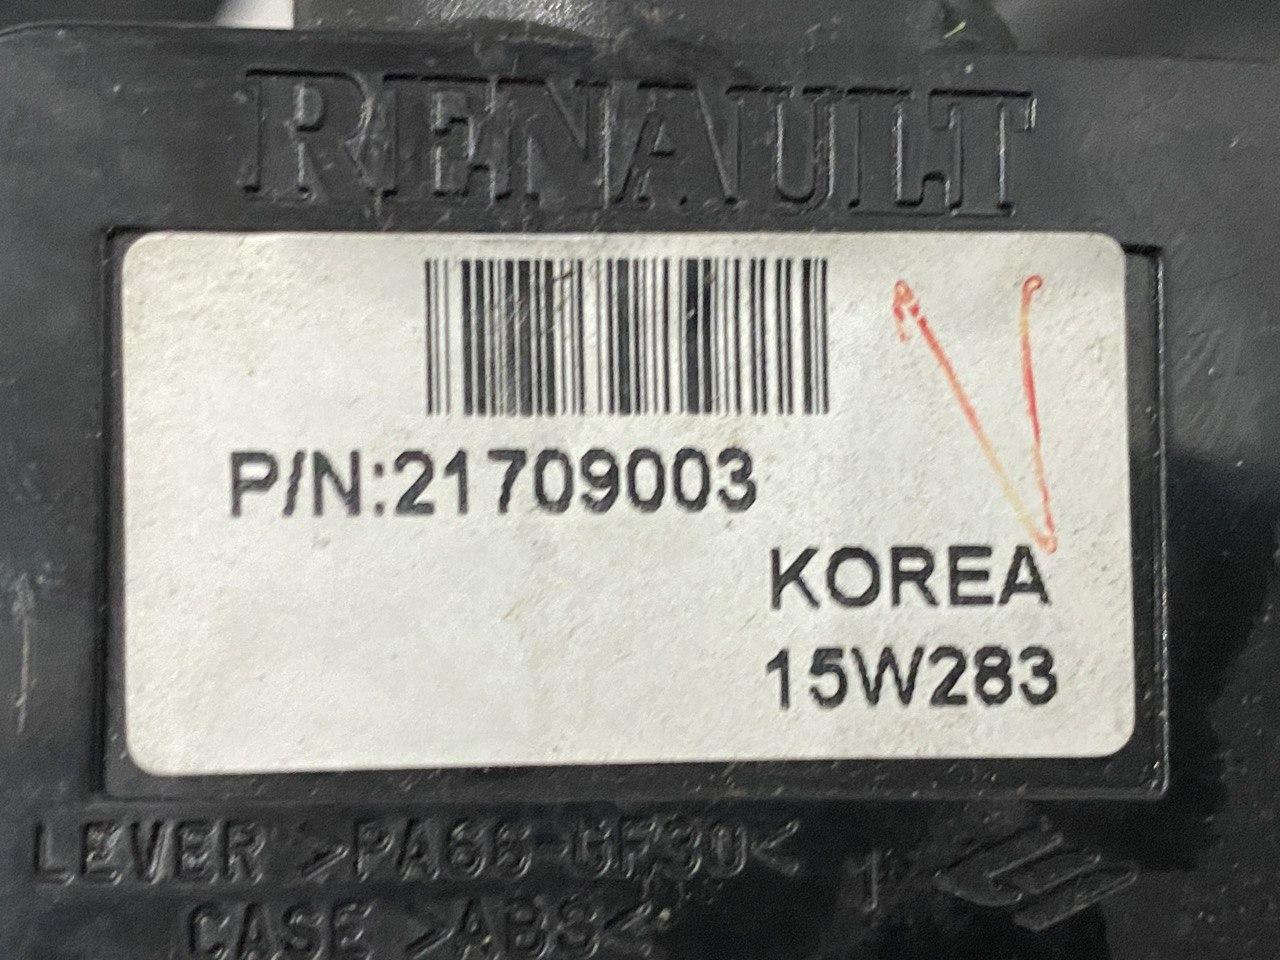 RENAULT
P/N:21709003
KOREA
15W283
LEVER >PA66-GF30<
CASE >ABS<